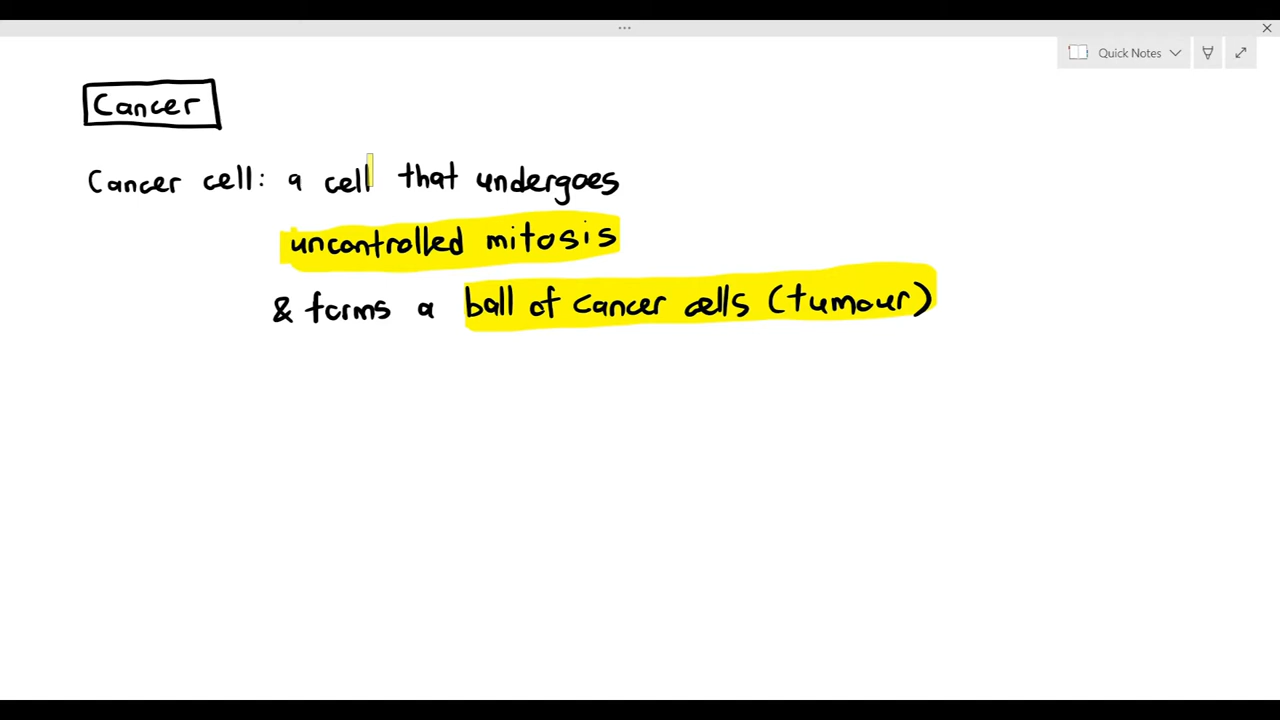 Quick Notes
Cancer
Cancer cell: a cell that undergoes
uncontrolled mitosis
& forms a ball of cancer cells (tumour)